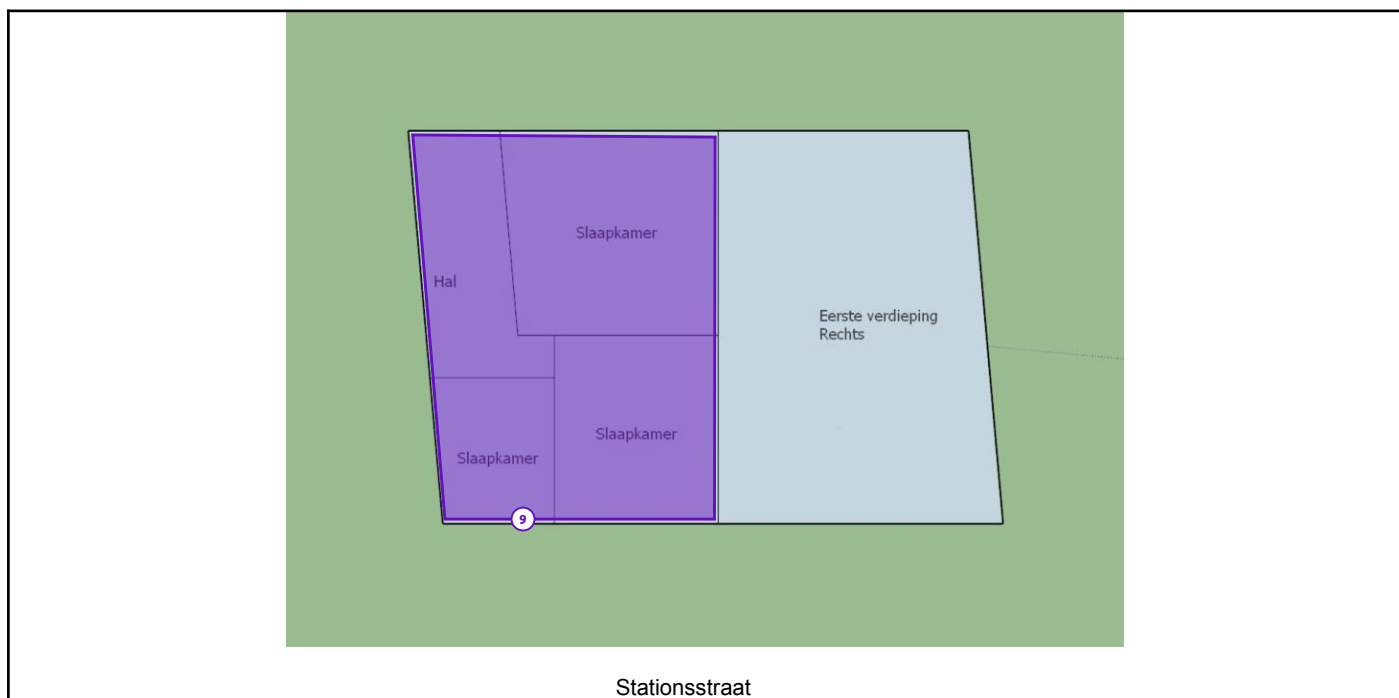 Slaapkamer
Hal
Eerste verdieping
Rechts
Slaapkamer
Slaapkamer
9
Stationsstraat